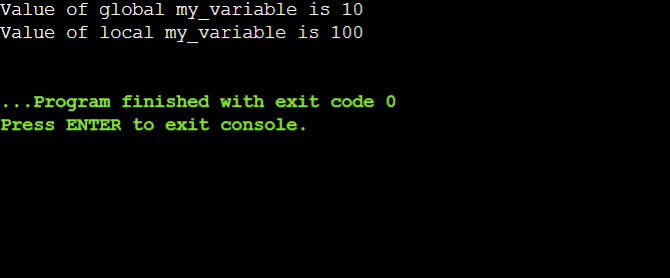 Value of global my_variable is 10
Value of local my_variable is 100
...Program finished with exit code 0
Press ENTER to exit console.